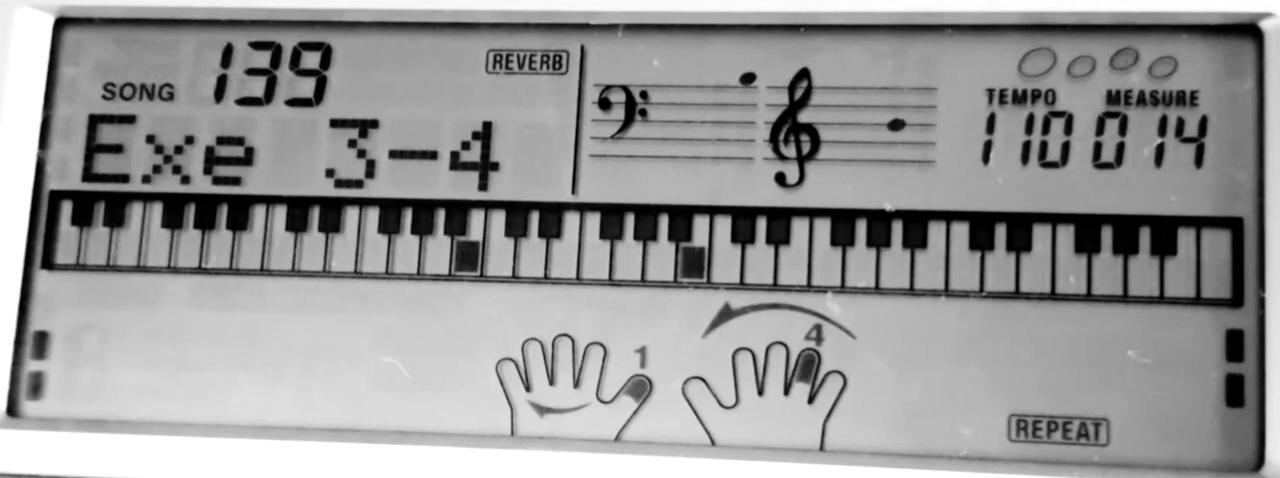 SONG 139 REVERB
Exe 3-4
TEMPO MEASURE
110 014
1 4
REPEAT